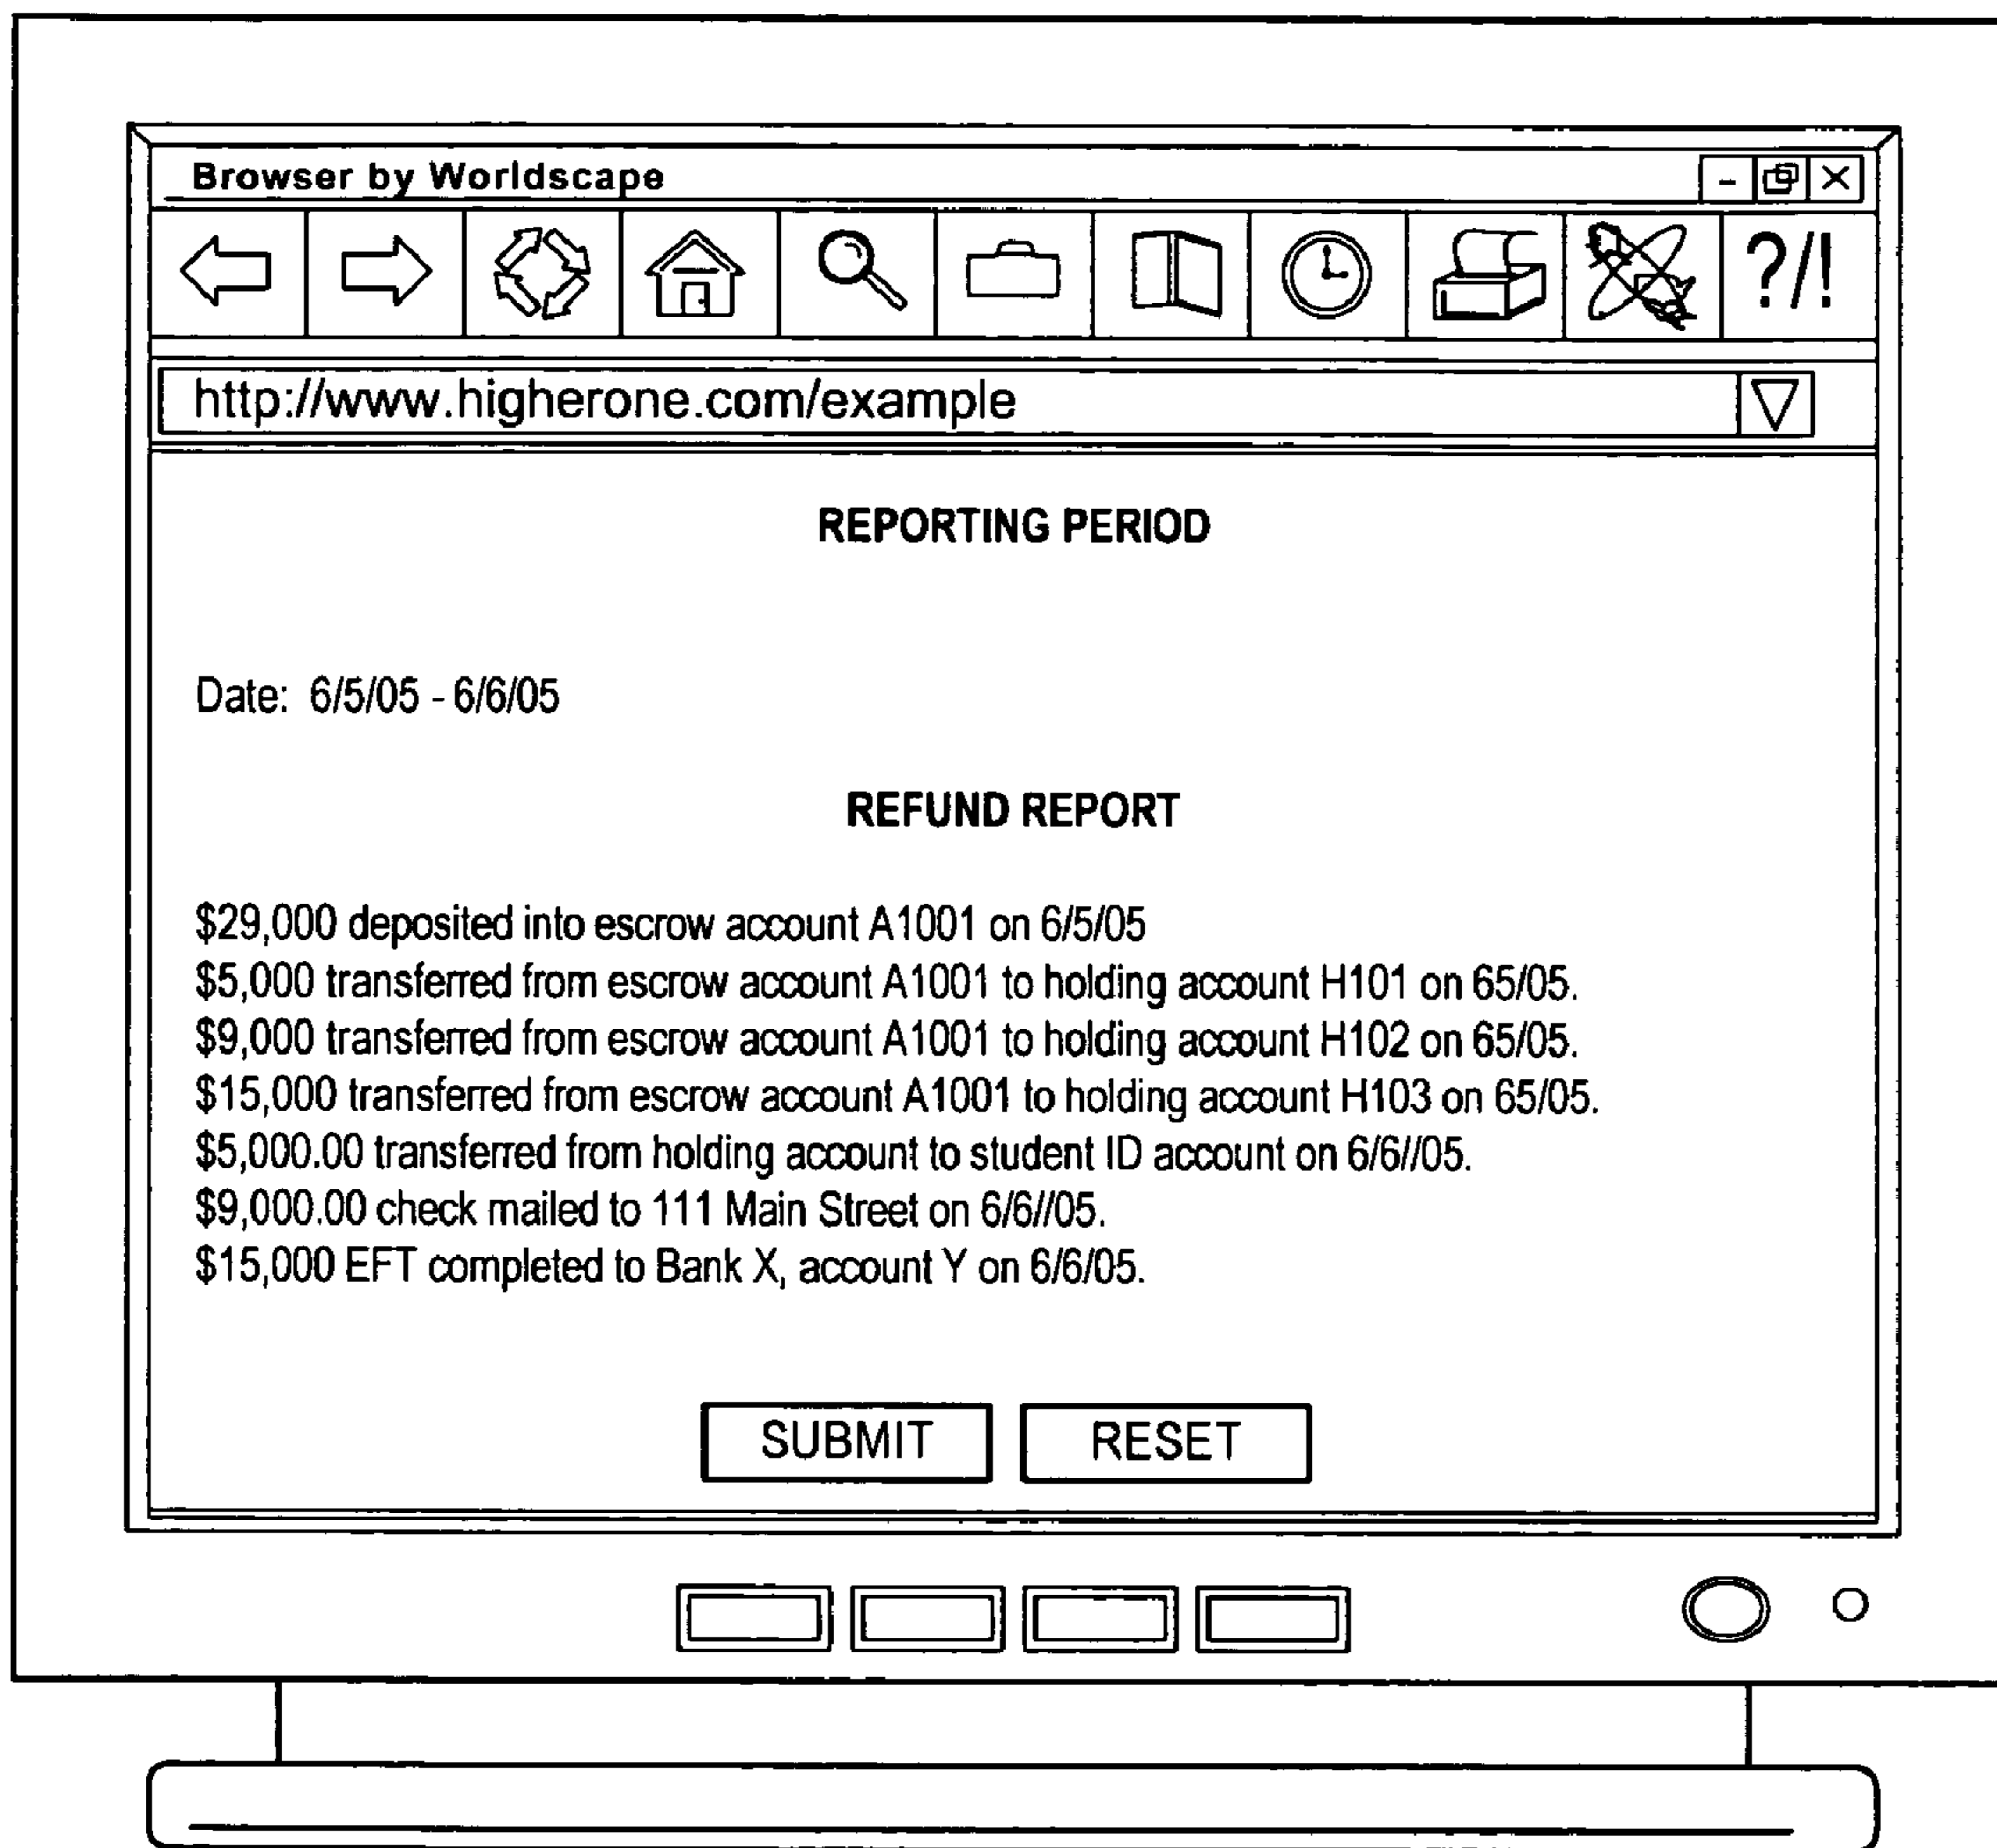 Browser by Worldscape
?/!
http://www.higherone.com/example
REPORTING PERIOD
Date: 6/5/05 - 6/6/05
REFUND REPORT
$29,000 deposited into escrow account A1001 on 6/5/05
$5,000 transferred from escrow account A1001 to holding account H101 on 65/05.
$9,000 transferred from escrow account A1001 to holding account H102 on 65/05.
$15,000 transferred from escrow account A1001 to holding account H103 on 65/05.
$5,000.00 transferred from holding account to student ID account on 6/6//05.
$9,000.00 check mailed to 111 Main Street on 6/6//05.
$15,000 EFT completed to Bank X, account Y on 6/6/05.
SUBMIT RESET